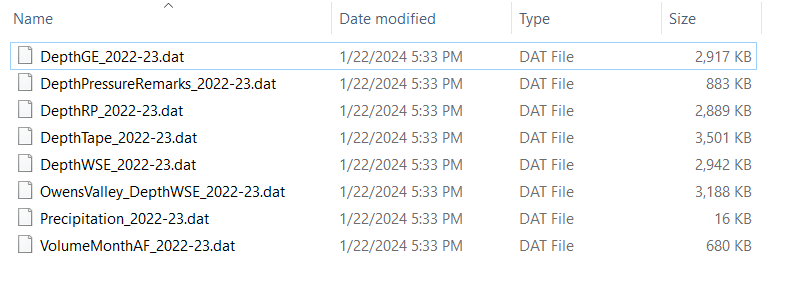 Name Date modified Type Size
DepthGE_2022-23.dat 1/22/2024 5:33 PM DAT File 2,917 KB
DepthPressureRemarks_2022-23.dat 1/22/2024 5:33 PM DAT File 883 KB
DepthRP_2022-23.dat 1/22/2024 5:33 PM DAT File 2,889 KB
DepthTape_2022-23.dat 1/22/2024 5:33 PM DAT File 3,501 KB
DepthWSE_2022-23.dat 1/22/2024 5:33 PM DAT File 2,942 KB
OwensValley_DepthWSE_2022-23.dat 1/22/2024 5:33 PM DAT File 3,188 KB
Precipitation_2022-23.dat 1/22/2024 5:33 PM DAT File 16 KB
VolumeMonthAF_2022-23.dat 1/22/2024 5:33 PM DAT File 680 KB